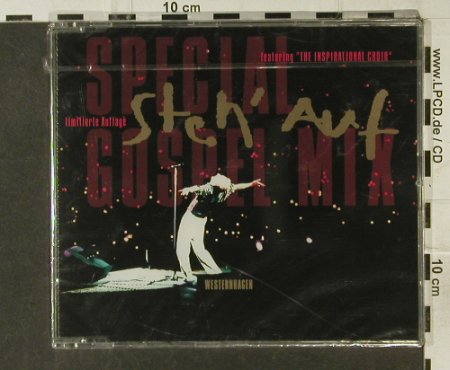 10 cm
featuring "THE INSPIRATIONAL CHOIR"
SPECIAL
limitierte Auflage
Steh' Auf
GOSPEL MIX
WESTERNHAGEN
www.LPCD.de / CD
10 cm